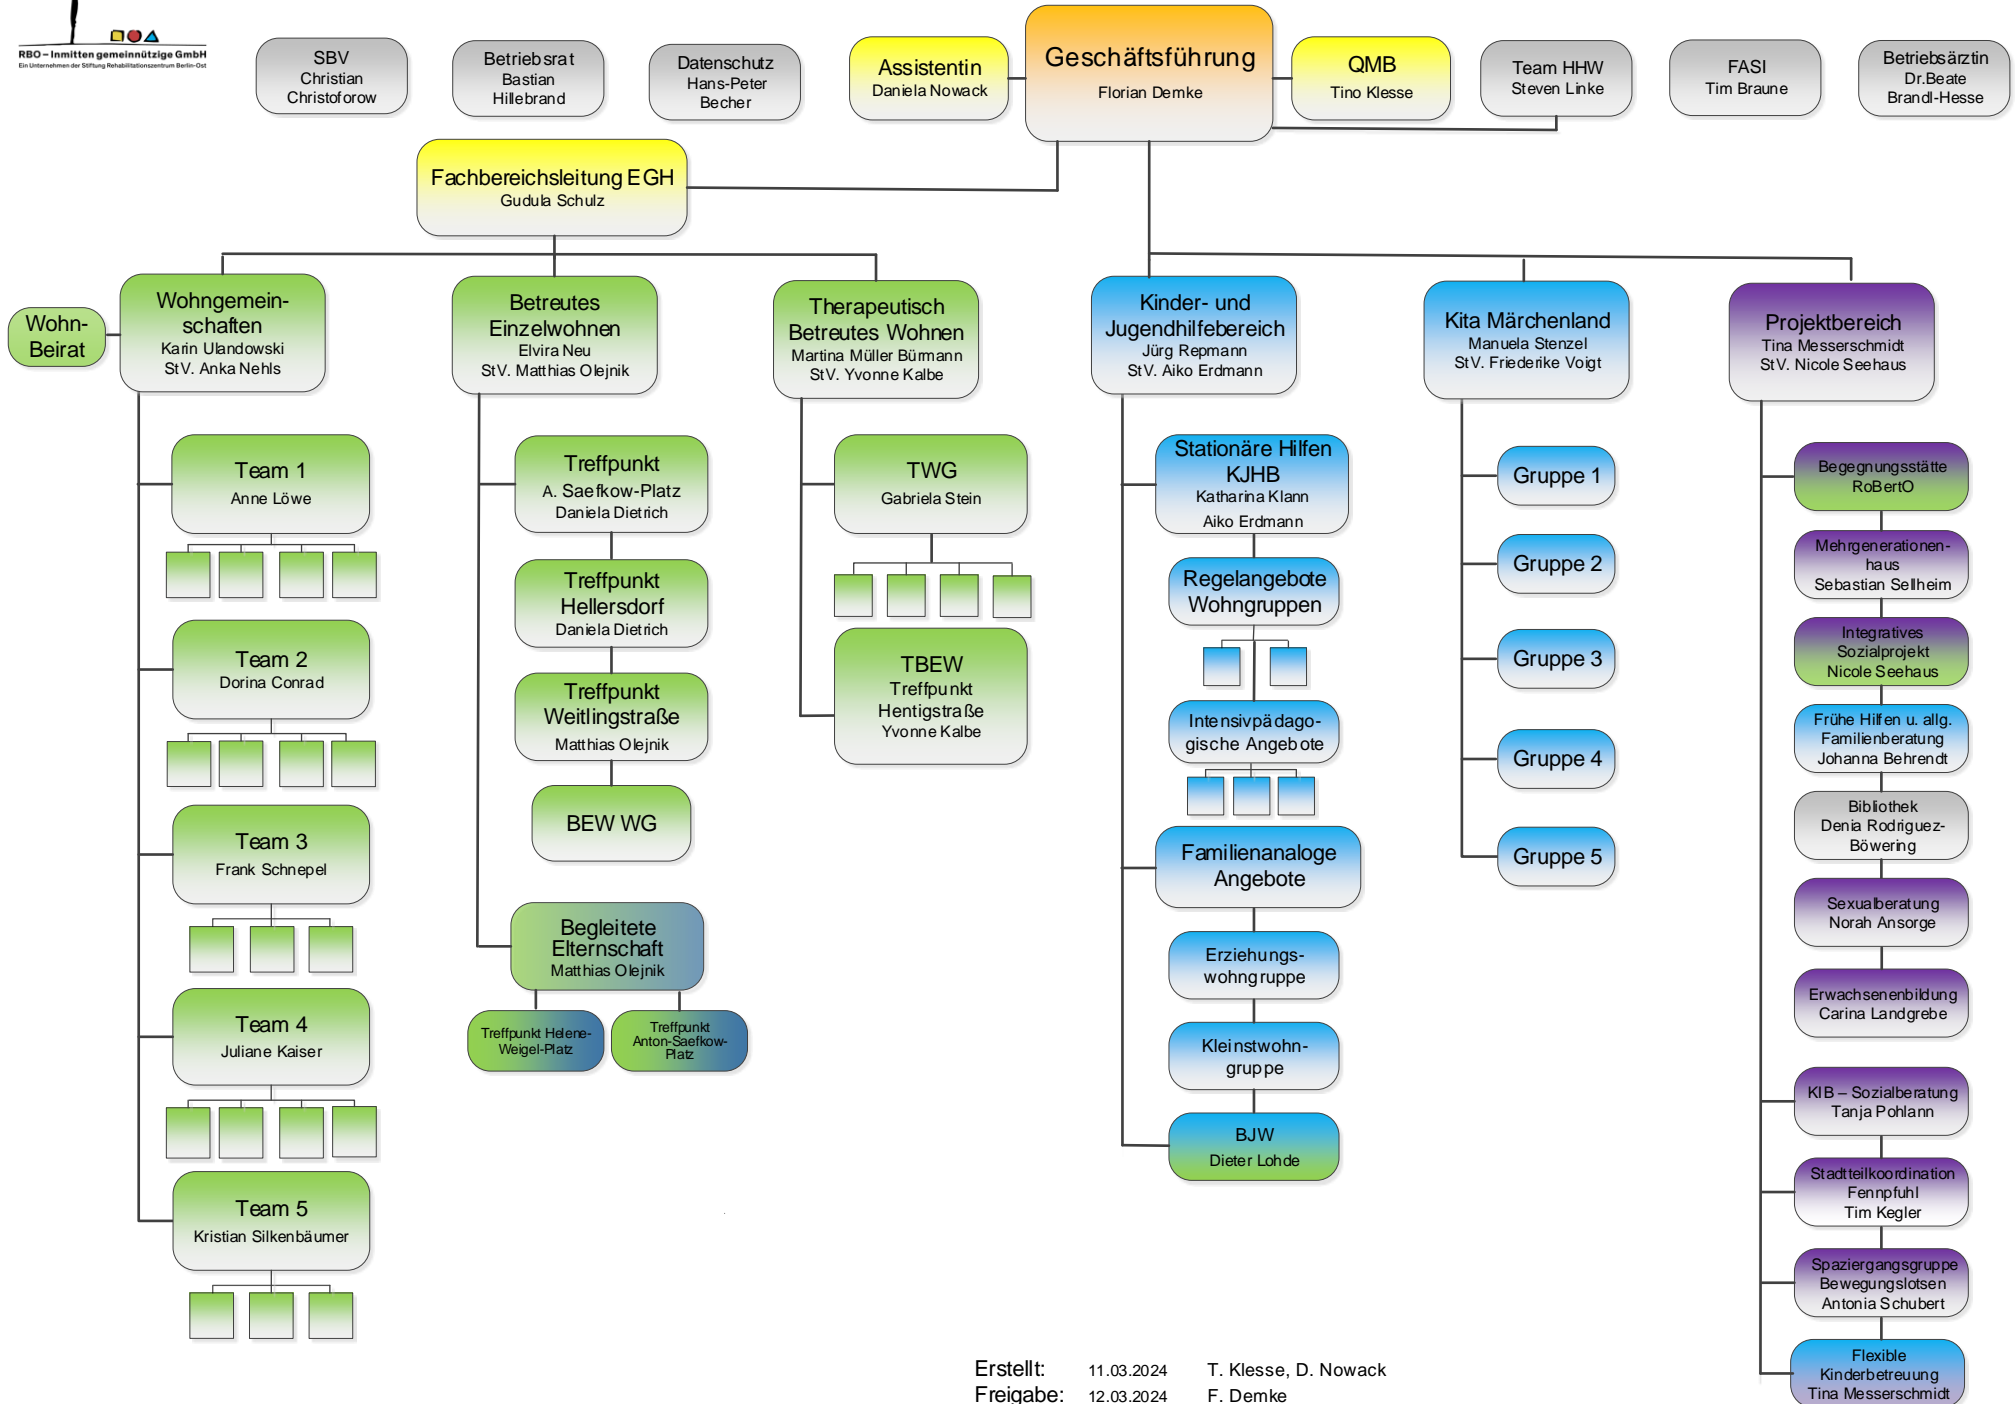 RBO – Inmitten gemeinnützige GmbH
Ein Unternehmen der Stiftung Rehabilitationszentrum Berlin-Ost
SBV
Christian
Christoforow
Betriebsrat
Bastian
Hillebrand
Datenschutz
Hans-Peter
Becher
Assistentin
Daniela Nowack
Geschäftsführung
Florian Demke
QMB
Tino Klesse
Team HHW
Steven Linke
FASI
Tim Braune
Betriebsärztin
Dr.Beate
Brandl-Hesse
Fachbereichsleitung EGH
Gudula Schulz
Wohn-
Beirat
Wohngemein-
schaften
Karin Ulandowski
StV. Anka Nehls
Team 1
Anne Löwe
Team 2
Dorina Conrad
Team 3
Frank Schnepel
Team 4
Juliane Kaiser
Team 5
Kristian Silkenbäumer
Betreutes
Einzelwohnen
Elvira Neu
StV. Matthias Olejnik
Treffpunkt
A. Saefkow-Platz
Daniela Dietrich
Treffpunkt
Hellersdorf
Daniela Dietrich
Treffpunkt
Weitlingstraße
Matthias Olejnik
BEW WG
Begleitete
Elternschaft
Matthias Olejnik
Treffpunkt Helene-
Weigel-Platz
Treffpunkt
Anton-Saefkow-
Platz
Therapeutisch
Betreutes Wohnen
Martina Müller Bürmann
StV. Yvonne Kalbe
TWG
Gabriela Stein
TBEW
Treffpunkt
Hentigstraße
Yvonne Kalbe
Kinder- und
Jugendhilfebereich
Jürg Repmann
StV. Aiko Erdmann
Stationäre Hilfen
KJHB
Katharina Klann
Aiko Erdmann
Regelangebote
Wohngruppen
Intensivpädago-
gische Angebote
Familienanaloge
Angebote
Erziehungs-
wohngruppe
Kleinstwohn-
gruppe
BJW
Dieter Lohde
Kita Märchenland
Manuela Stenzel
StV. Friederike Voigt
Gruppe 1
Gruppe 2
Gruppe 3
Gruppe 4
Gruppe 5
Projektbereich
Tina Messerschmidt
StV. Nicole Seehaus
Begegnungsstätte
RoBertO
Mehrgenerationen-
haus
Sebastian Sellheim
Integratives
Sozialprojekt
Nicole Seehaus
Frühe Hilfen u. allg.
Familienberatung
Johanna Behrendt
Bibliothek
Denia Rodriguez-
Böwering
Sexualberatung
Norah Ansorge
Erwachsenenbildung
Carina Landgrebe
KIB – Sozialberatung
Tanja Pohlann
Stadtteilkoordination
Fennpfuhl
Tim Kegler
Spaziergangsgruppe
Bewegungslotsen
Antonia Schubert
Flexible
Kinderbetreuung
Tina Messerschmidt
Erstellt: 11.03.2024 T. Klesse, D. Nowack
Freigabe: 12.03.2024 F. Demke